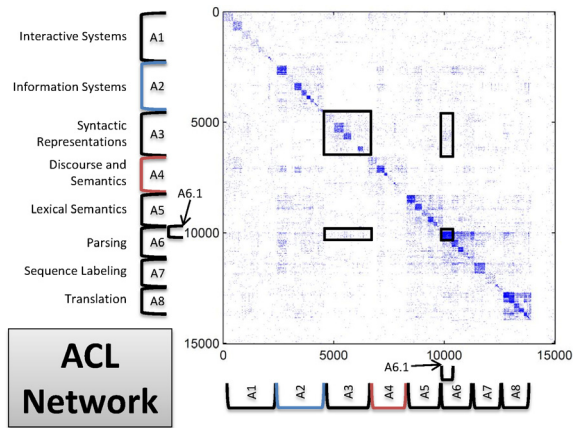 0
Interactive Systems A1
Information Systems A2
Syntactic
Representations
A3
5000
Discourse and
Semantics
A4
Lexical Semantics A5
A6.1
Parsing A6
10000
Sequence Labeling A7
Translation A8
15000
0 5000 10000 15000
A6.1
A1 A2 A3 A4 A5 A6 A7 A8
ACL
Network